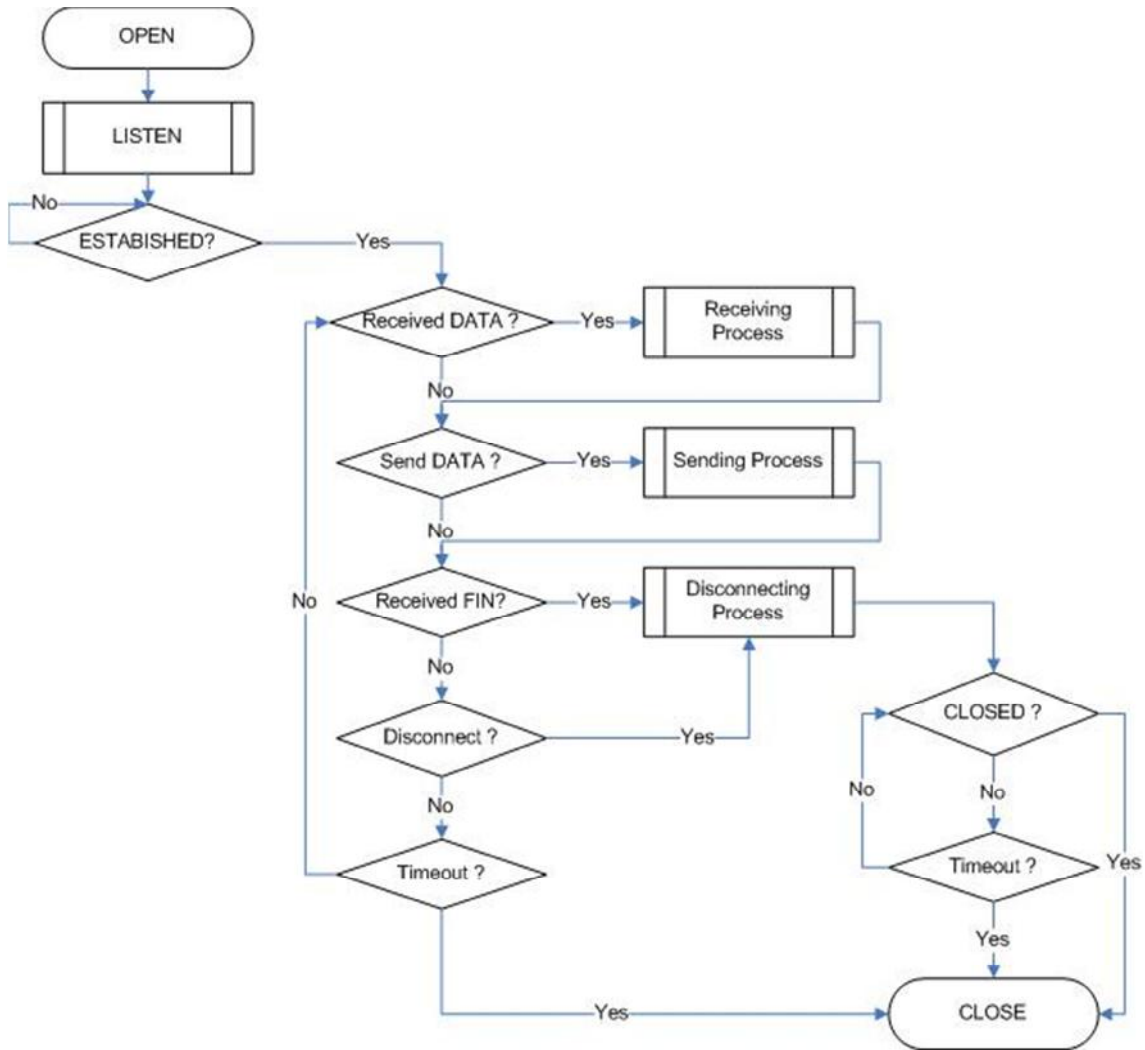 OPEN
LISTEN
No
ESTABISHED?
Yes
Received DATA ?
Yes
Receiving
Process
No
Send DATA ?
Yes
Sending Process
No
Received FIN?
Yes
Disconnecting
Process
No
No
Disconnect ?
Yes
CLOSED ?
No
No
No
Timeout ?
Timeout ?
Yes
Yes
Yes
CLOSE